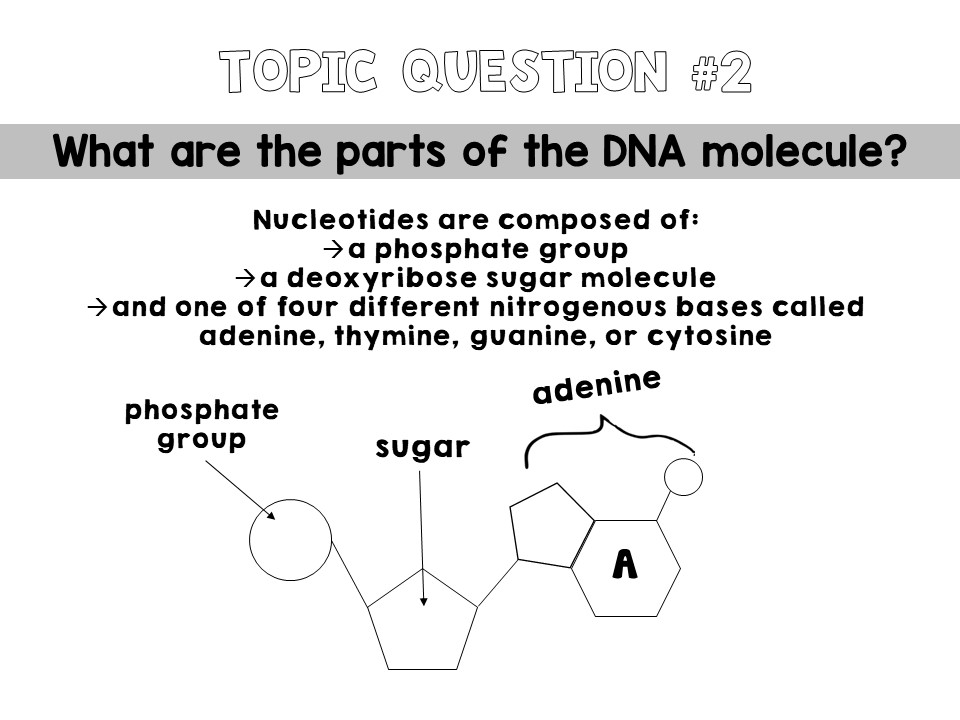 TOPIC QUESTION #2
What are the parts of the DNA molecule?
Nucleotides are composed of:
→a phosphate group
→a deoxyribose sugar molecule
→and one of four different nitrogenous bases called
adenine, thymine, guanine, or cytosine
adenine
phosphate
group
sugar
A